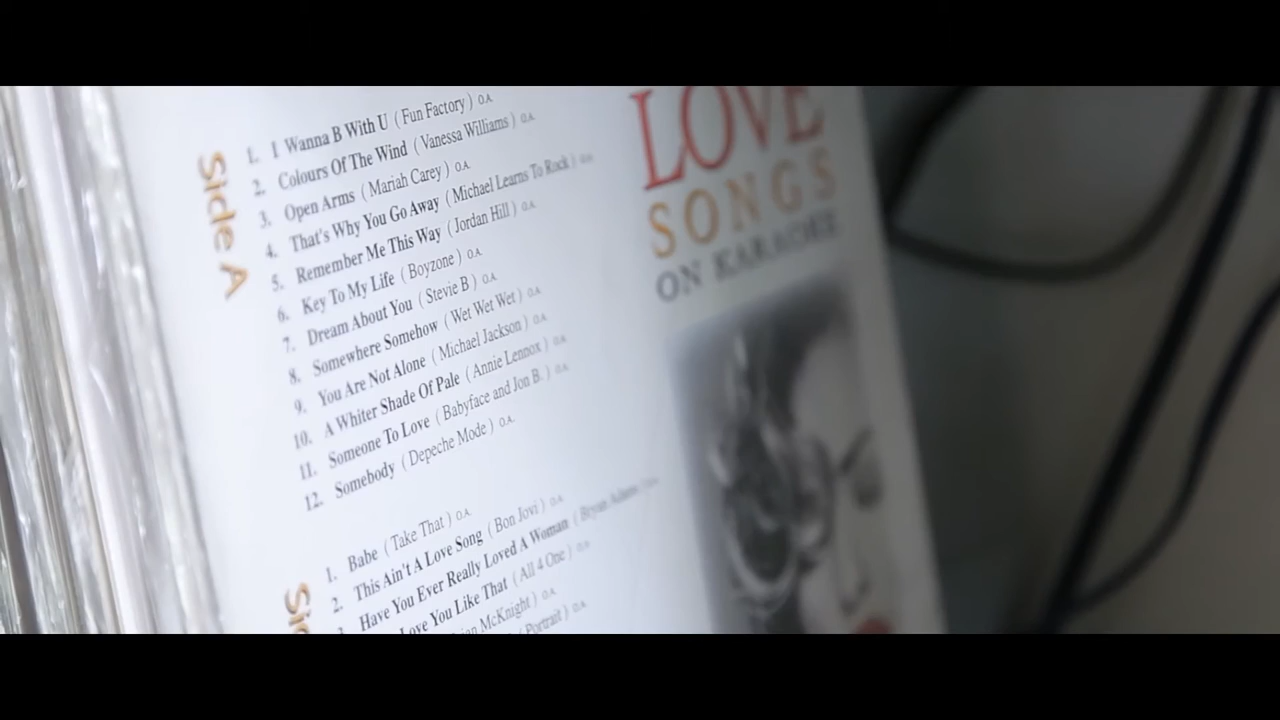 Side A
1. I Wanna B With U ( Fun Factory ) O.A.
2. Colours Of The Wind ( Vanessa Williams ) O.A.
3. Open Arms ( Mariah Carey ) O.A.
4. That's Why You Go Away ( Michael Learns To Rock ) O.A.
5. Remember Me This Way ( Jordan Hill ) O.A.
6. Key To My Life ( Boyzone ) O.A.
7. Dream About You ( Stevie B ) O.A.
8. Somewhere Somehow ( Wet Wet Wet ) O.A.
9. You Are Not Alone ( Michael Jackson ) O.A.
10. A Whiter Shade Of Pale ( Annie Lennox ) O.A.
11. Someone To Love ( Babyface and Jon B. ) O.A.
12. Somebody ( Depeche Mode ) O.A.
1. Babe ( Take That ) O.A.
2. This Ain't A Love Song ( Bon Jovi ) O.A.
Have You Ever Really Loved A Woman ( Bryan Adams
Love You Like That ( All 4 One ) O.A.
McKnight ) O.A.
( Portrait ) O.A.
LOVE
SONGS
ON KARAOKE